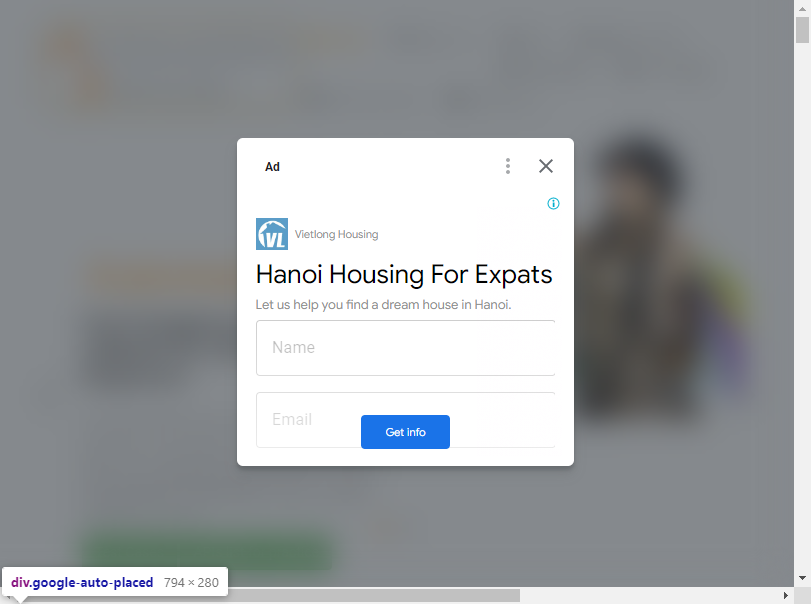 Ad
VL
Vietlong Housing
Hanoi Housing For Expats
Let us help you find a dream house in Hanoi.
Name
Email
Get info
div.google-auto-placed 794 × 280